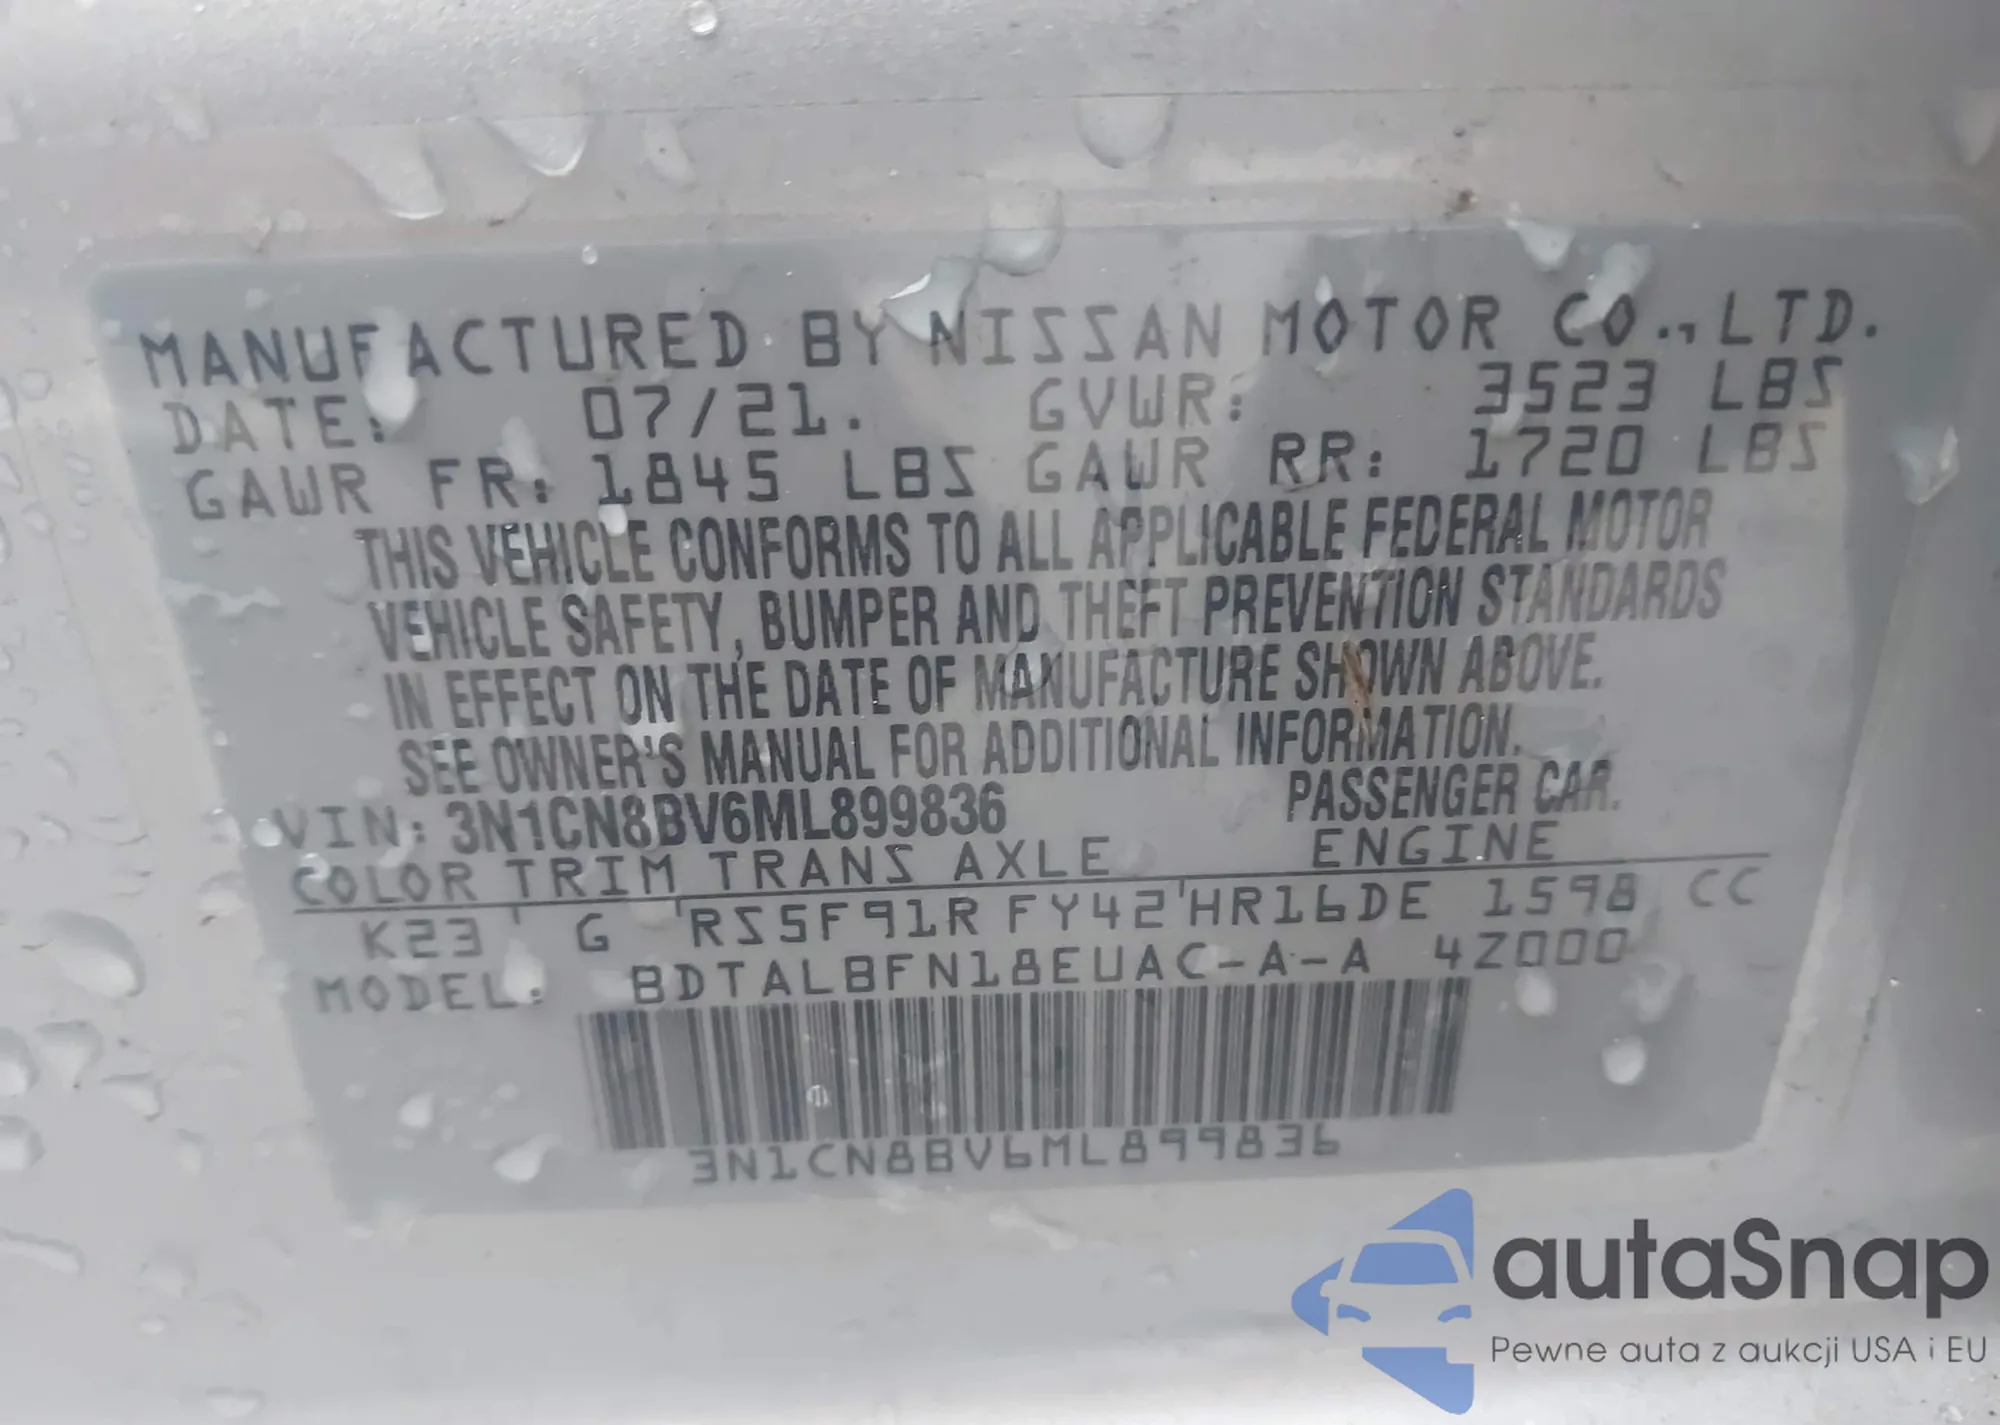 MANUFACTURED BY NISSAN MOTOR CO., LTD.
DATE: 07/21. GVWR: 3523 LBS
GAWR FR: 1845 LBS GAWR RR: 1720 LBS
THIS VEHICLE CONFORMS TO ALL APPLICABLE FEDERAL MOTOR
VEHICLE SAFETY, BUMPER AND THEFT PREVENTION STANDARDS
IN EFFECT ON THE DATE OF MANUFACTURE SHOWN ABOVE.
SEE OWNER'S MANUAL FOR ADDITIONAL INFORMATION.
VIN: 3N1CN8BV6ML899836 PASSENGER CAR.
COLOR TRIM TRANS AXLE ENGINE
K23 G RS5F91R FY42 HR16DE 1598 CC
MODEL: BDTALBFN18EUAC-A-A 4Z000
3N1CN8BV6ML899836
autaSnap
Pewne auta z aukcji USA i EU